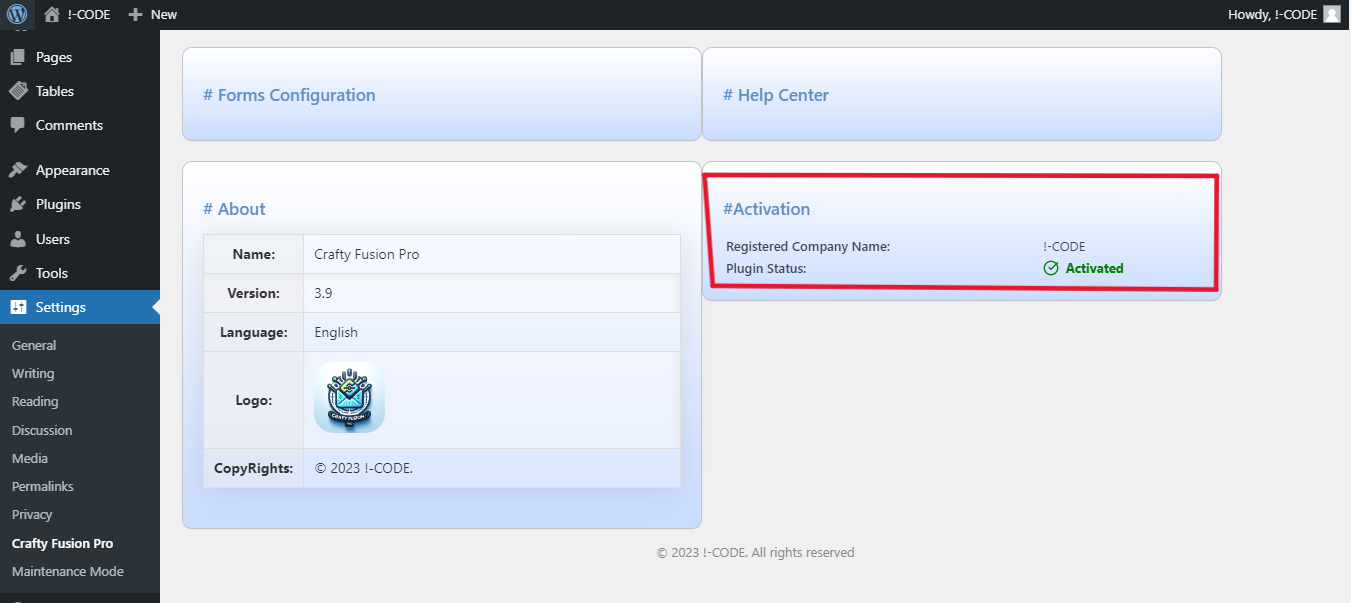 !-CODE
New
Howdy, !-CODE
Pages
Tables
Comments
Appearance
Plugins
Users
Tools
Settings
General
Writing
Reading
Discussion
Media
Permalinks
Privacy
Crafty Fusion Pro
Maintenance Mode
# Forms Configuration
# Help Center
# About
Name: Crafty Fusion Pro
Version: 3.9
Language: English
Logo:
CRAFTY FUSION
PRO
CopyRights: © 2023 !-CODE.
#Activation
Registered Company Name: !-CODE
Plugin Status: Activated
© 2023 !-CODE. All rights reserved